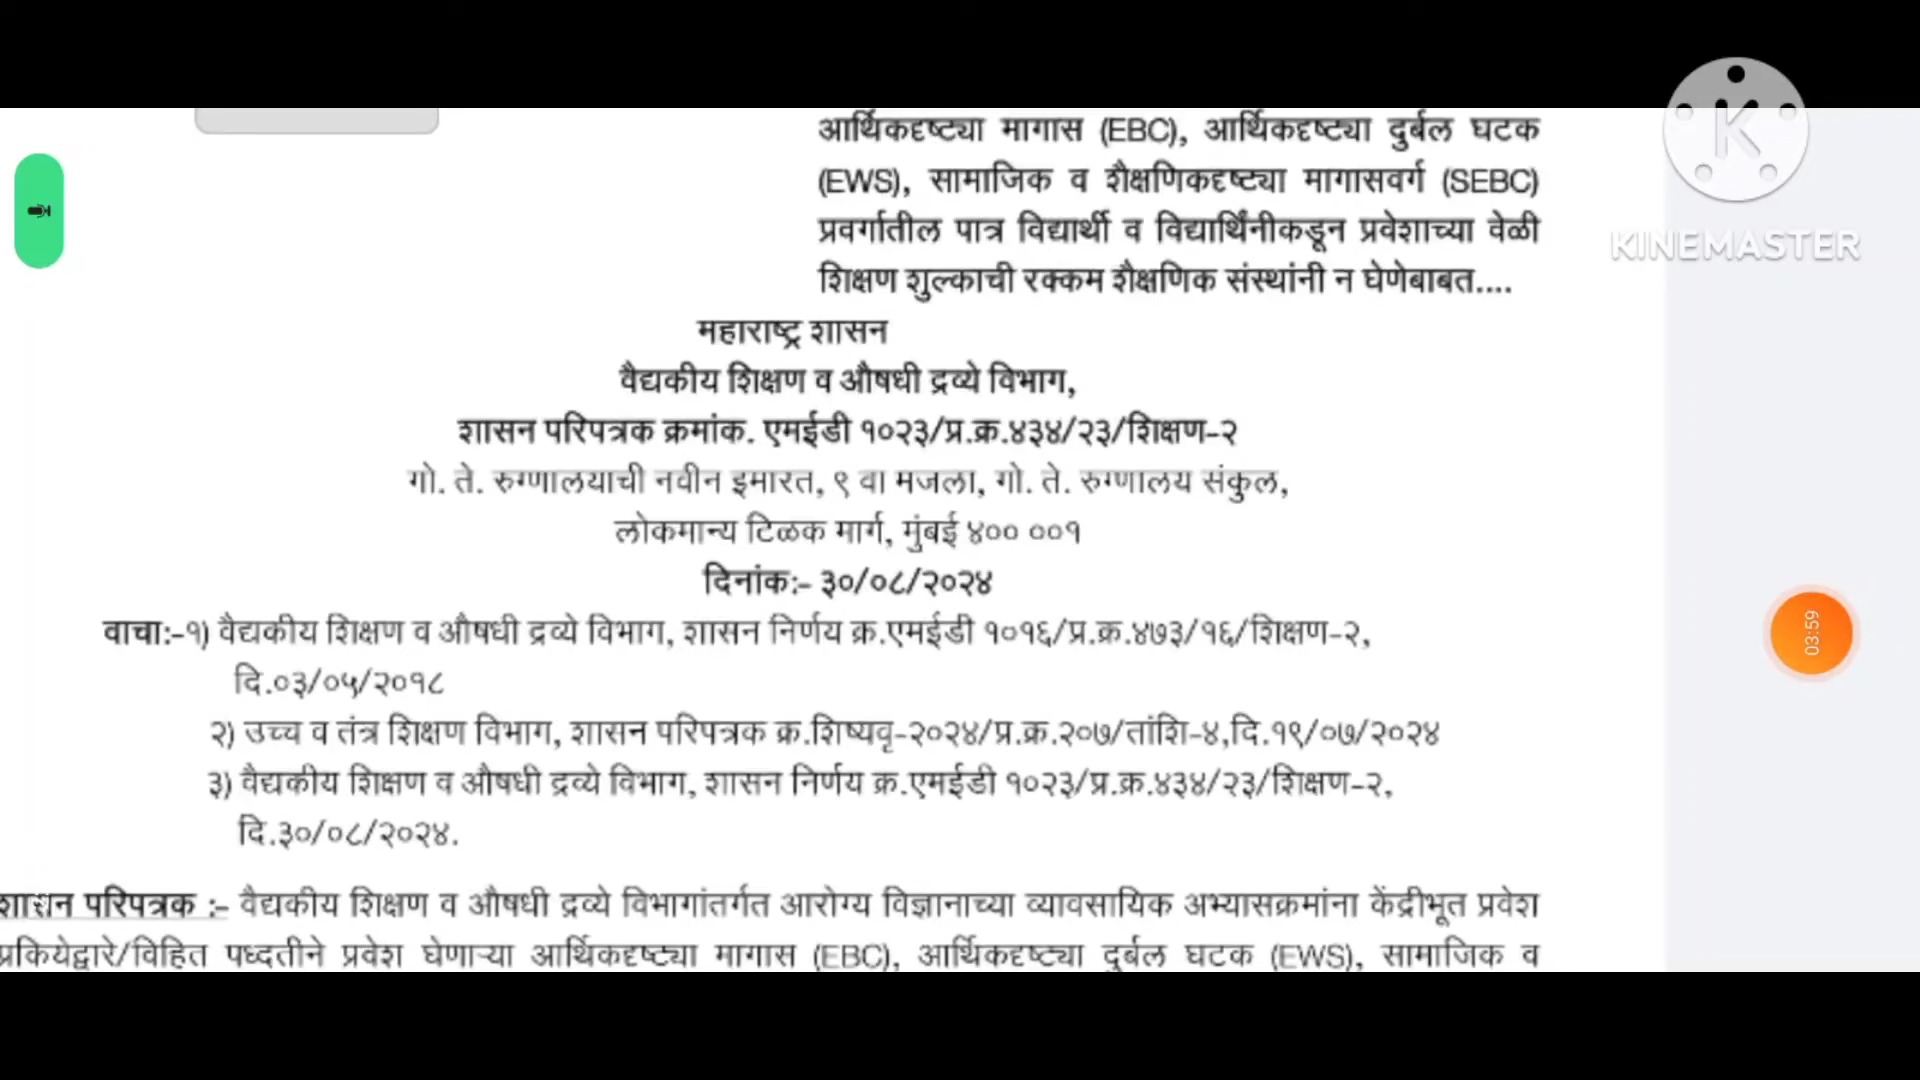 आर्थिकदृष्ट्या मागास (EBC), आर्थिकदृष्ट्या दुर्बल घटक
(EWS), सामाजिक व शैक्षणिकदृष्ट्या मागासवर्ग (SEBC)
प्रवर्गातील पात्र विद्यार्थी व विद्यार्थिंनीकडून प्रवेशाच्या वेळी
शिक्षण शुल्काची रक्कम शैक्षणिक संस्थांनी न घेणेबाबत....
KINEMASTER
महाराष्ट्र शासन
वैद्यकीय शिक्षण व औषधी द्रव्ये विभाग,
शासन परिपत्रक क्रमांक. एमईडी १०२३/प्र.क्र.४३४/२३/शिक्षण-२
गो. ते. रुग्णालयाची नवीन इमारत, ९ वा मजला, गो. ते. रुग्णालय संकुल,
लोकमान्य टिळक मार्ग, मुंबई ४०० ००१
दिनांक:- ३०/०८/२०२४
वाचा:-१) वैद्यकीय शिक्षण व औषधी द्रव्ये विभाग, शासन निर्णय क्र.एमईडी १०१६/प्र.क्र.४७३/१६/शिक्षण-२,
दि.०३/०५/२०१८
२) उच्च व तंत्र शिक्षण विभाग, शासन परिपत्रक क्र.शिष्यवृ-२०२४/प्र.क्र.२०७/तांशि-४,दि.१९/०७/२०२४
३) वैद्यकीय शिक्षण व औषधी द्रव्ये विभाग, शासन निर्णय क्र.एमईडी १०२३/प्र.क्र.४३४/२३/शिक्षण-२,
दि.३०/०८/२०२४.
03:59
शासन परिपत्रक :- वैद्यकीय शिक्षण व औषधी द्रव्ये विभागांतर्गत आरोग्य विज्ञानाच्या व्यावसायिक अभ्यासक्रमांना केंद्रीभूत प्रवेश
प्रकियेद्वारे/विहित पध्दतीने प्रवेश घेणाऱ्या आर्थिकदृष्ट्या मागास (EBC), आर्थिकदृष्ट्या दुर्बल घटक (EWS), सामाजिक व